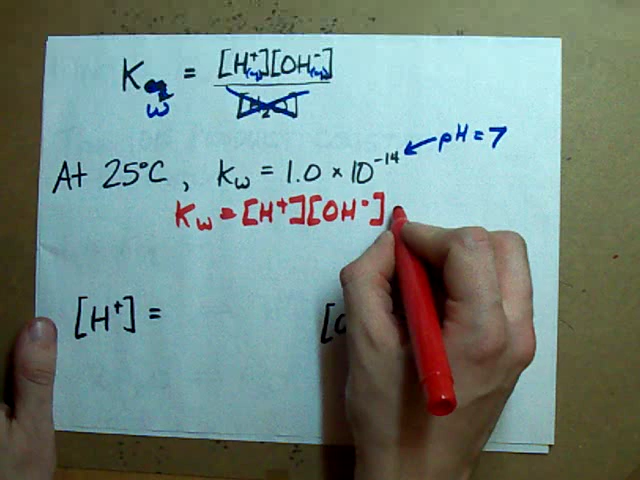 Kw = [H⁺(aq)][OH⁻(aq)]
[H₂O]
At 25°C, Kw = 1.0 × 10⁻¹⁴ ← pH = 7
Kw = [H⁺][OH⁻]
[H⁺] = [